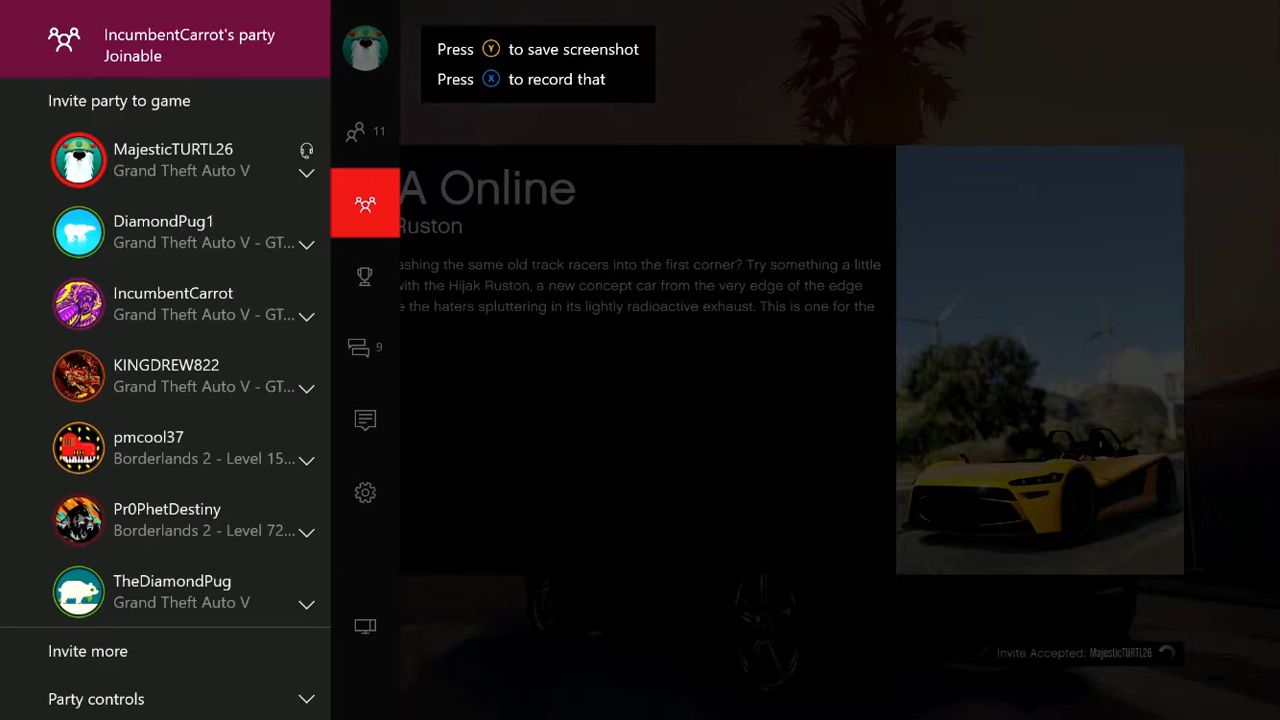 IncumbentCarrot's party
Joinable
Invite party to game
MajesticTURTL26
Grand Theft Auto V
DiamondPug1
Grand Theft Auto V - GT...
IncumbentCarrot
Grand Theft Auto V - GT...
KINGDREW822
Grand Theft Auto V - GT...
pmcool37
Borderlands 2 - Level 15...
Pr0PhetDestiny
Borderlands 2 - Level 72...
TheDiamondPug
Grand Theft Auto V
Invite more
Party controls
11
9
Press Y to save screenshot
Press X to record that
A Online
Ruston
ashing the same old track racers into the first corner? Try something a little
with the Hijak Ruston, a new concept car from the very edge of the edge
e the haters spluttering in its lightly radioactive exhaust. This is one for the
Invite Accepted: MajesticTURTL26